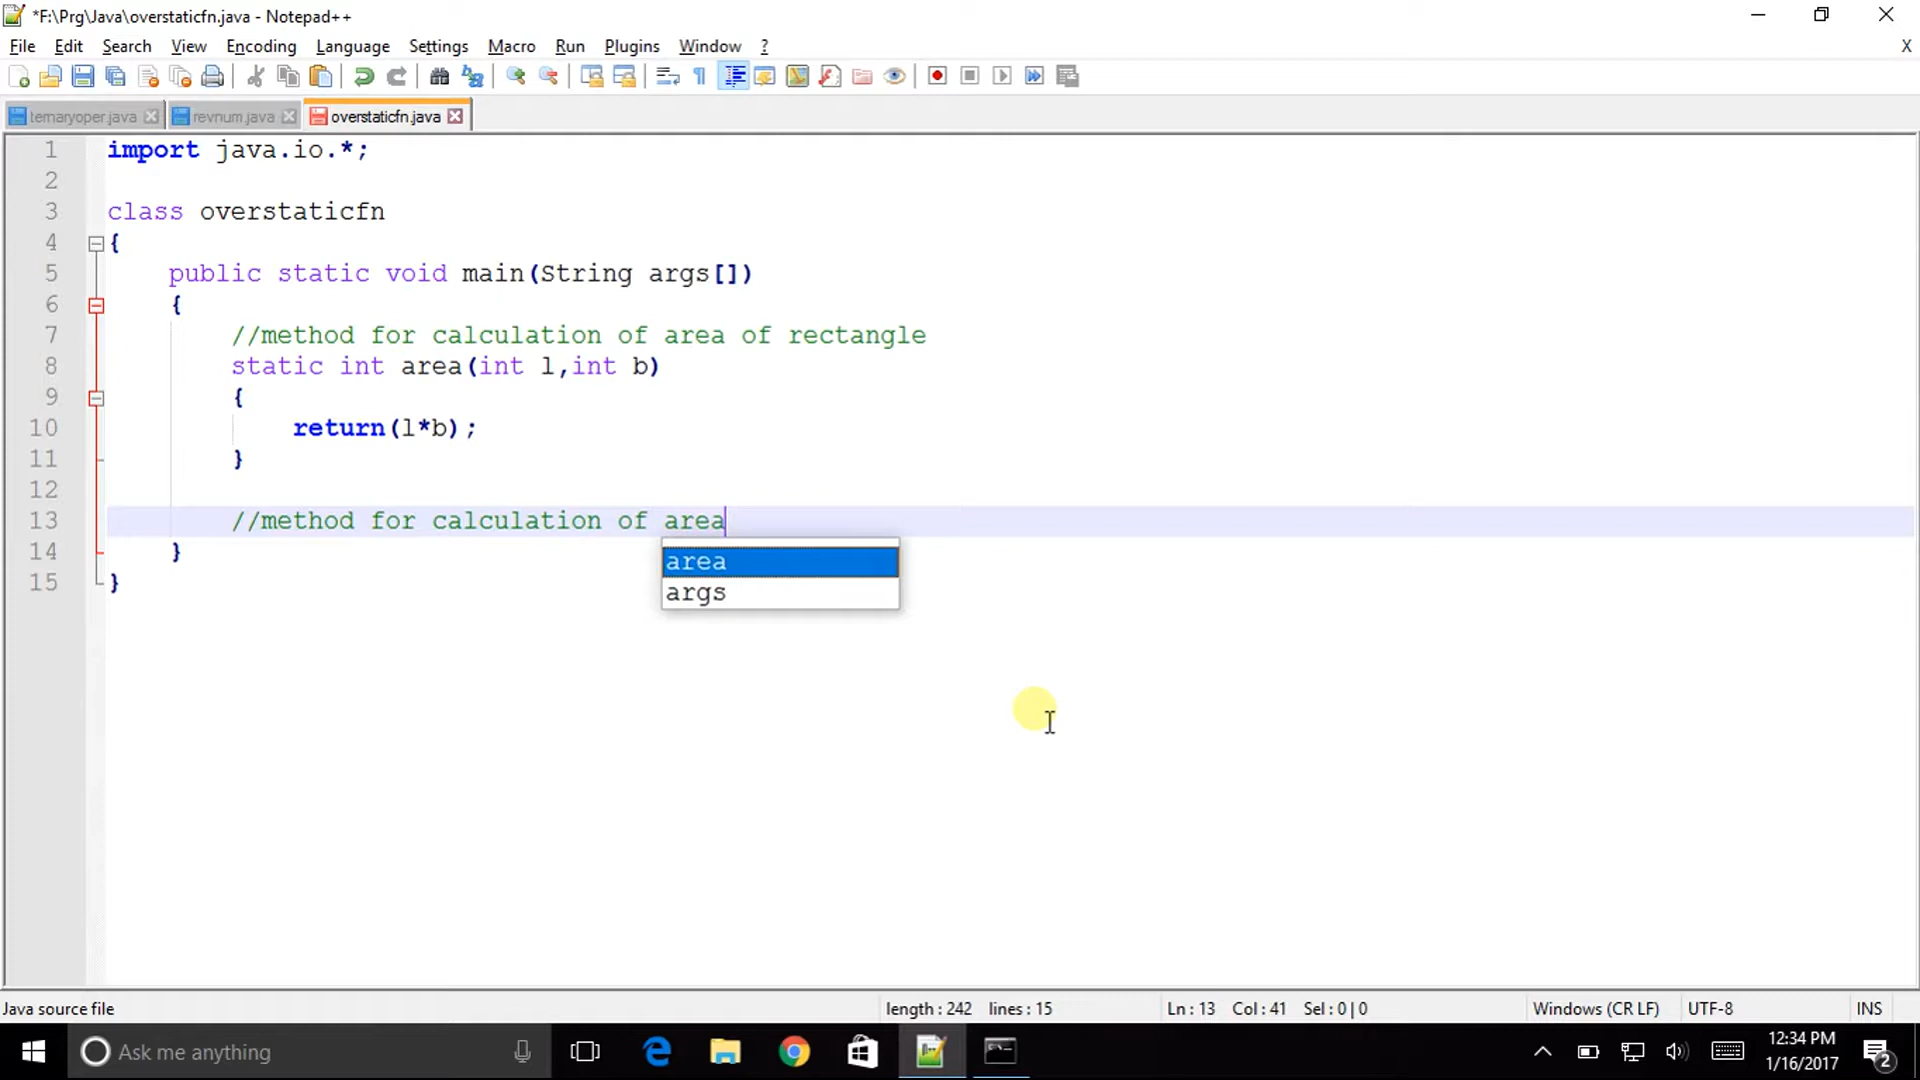 *F:\Prg\Java\overstaticfn.java - Notepad++
File Edit Search View Encoding Language Settings Macro Run Plugins Window ? X
temaryoper.java revnum.java overstaticfn.java
1 import java.io.*;
2
3 class overstaticfn
4 {
5 public static void main(String args[])
6 {
7 //method for calculation of area of rectangle
8 static int area(int l,int b)
9 {
10 return(l*b);
11 }
12
13 //method for calculation of area
14 }
15 }
area
args
Java source file length : 242 lines : 15 Ln : 13 Col : 41 Sel : 0 | 0 Windows (CR LF) UTF-8 INS
Ask me anything
12:34 PM
1/16/2017
2